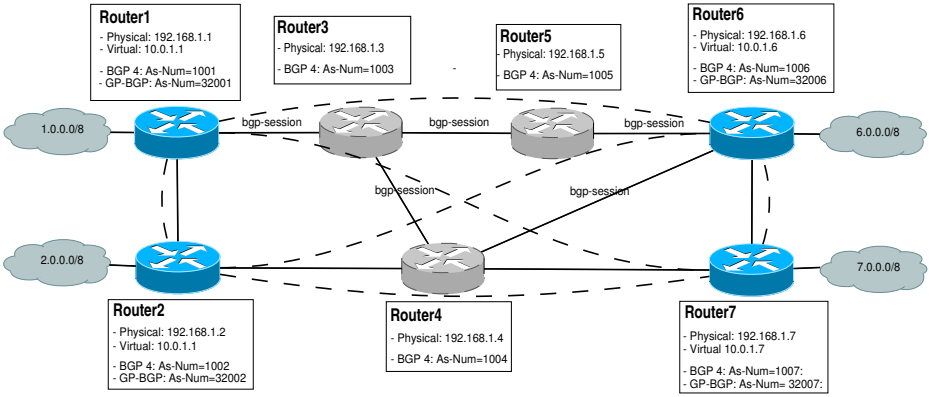 Router1
- Physical: 192.168.1.1
- Virtual: 10.0.1.1
- BGP 4: As-Num=1001
- GP-BGP: As-Num=32001
Router3
- Physical: 192.168.1.3
- BGP 4: As-Num=1003
-
Router5
- Physical: 192.168.1.5
- BGP 4: As-Num=1005
Router6
- Physical: 192.168.1.6
- Virtual: 10.0.1.6
- BGP 4: As-Num=1006
- GP-BGP: As-Num=32006
1.0.0.0/8
bgp-session
bgp-session
bgp-session
6.0.0.0/8
bgp-session
bgp-session
2.0.0.0/8
7.0.0.0/8
Router2
- Physical: 192.168.1.2
- Virtual: 10.0.1.1
- BGP 4: As-Num=1002
- GP-BGP: As-Num=32002
Router4
- Physical: 192.168.1.4
- BGP 4: As-Num=1004
Router7
- Physical: 192.168.1.7
- Virtual 10.0.1.7
- BGP 4: As-Num=1007:
- GP-BGP: As-Num= 32007: